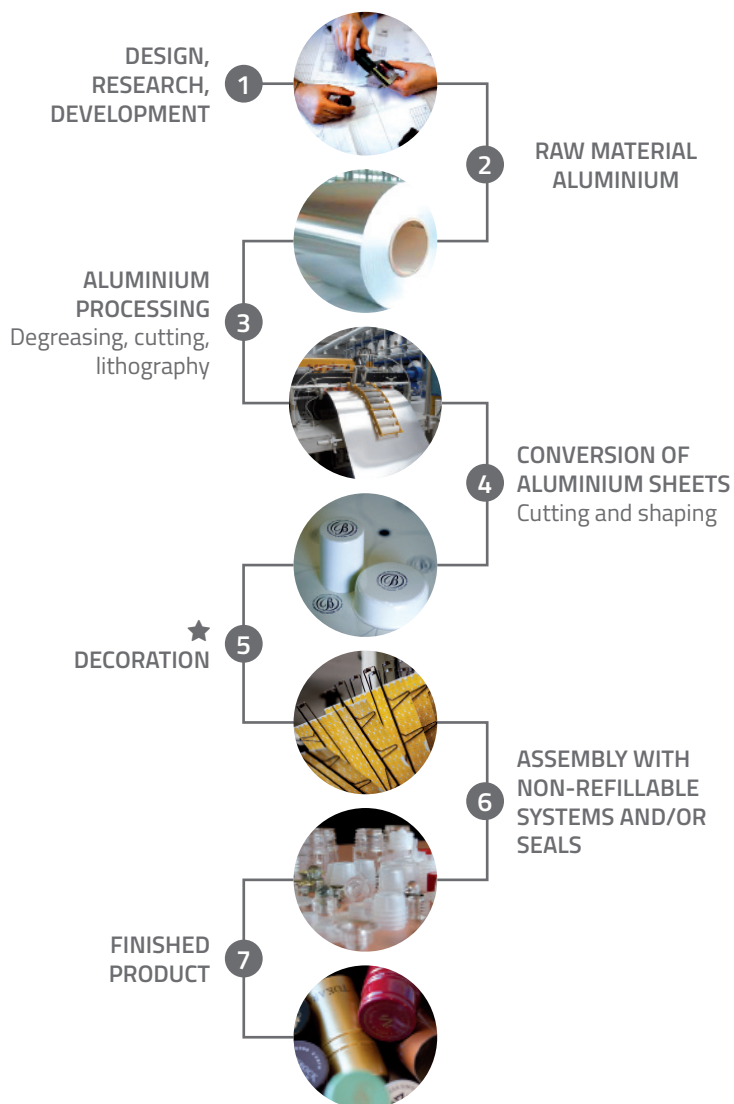 DESIGN,
RESEARCH,
DEVELOPMENT
1
2
RAW MATERIAL
ALUMINIUM
ALUMINIUM
PROCESSING
3
Degreasing, cutting,
lithography
CONVERSION OF
4
ALUMINIUM SHEETS
Cutting and shaping
B
B
5
DECORATION
ASSEMBLY WITH
NON-REFILLABLE
6
SYSTEMS AND/OR
SEALS
FINISHED
7
PRODUCT